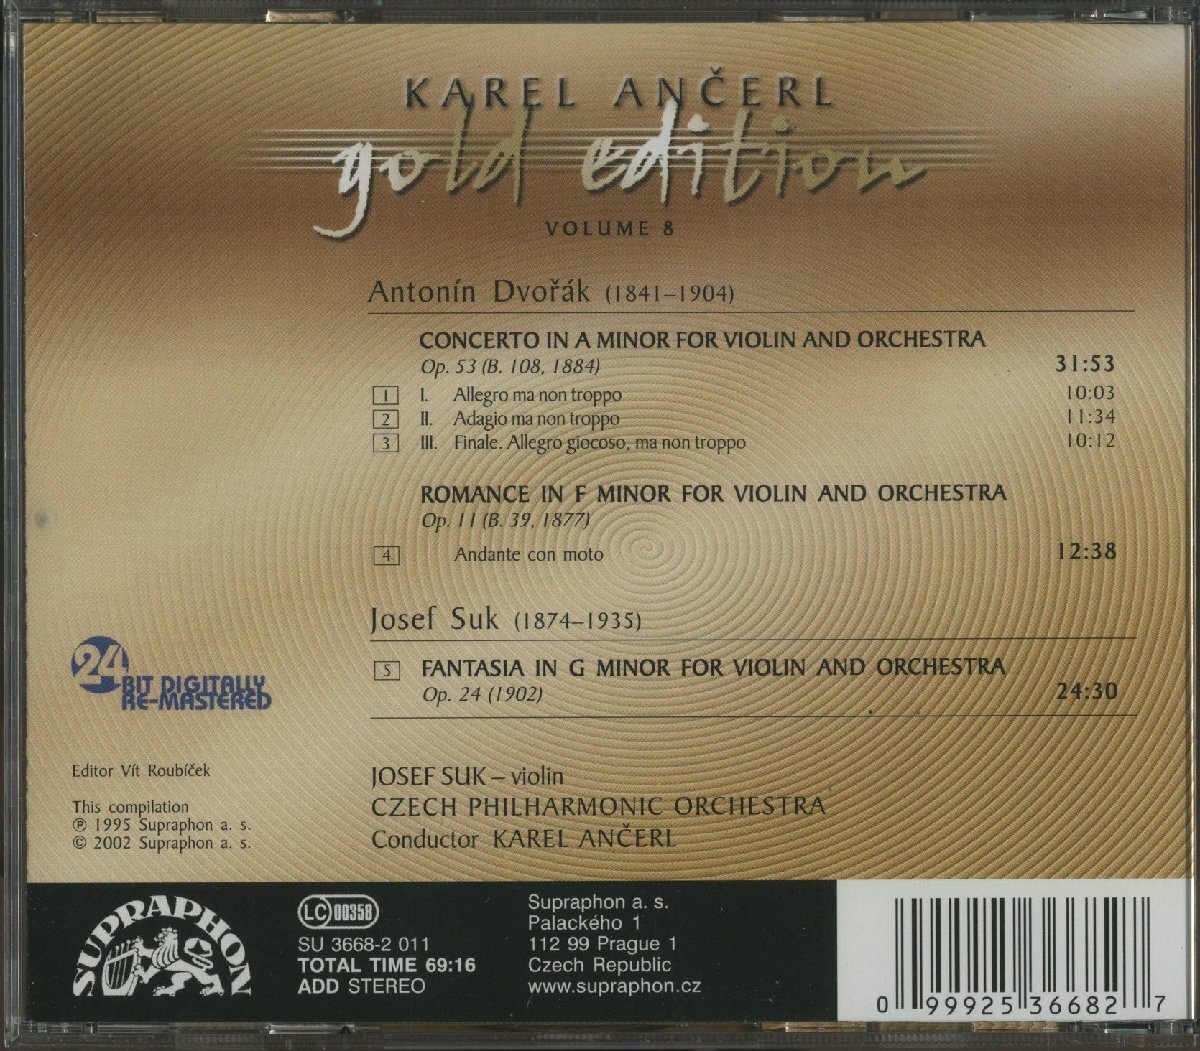 KAREL ANČERL
gold edition
VOLUME 8
Antonín Dvořák (1841–1904)
CONCERTO IN A MINOR FOR VIOLIN AND ORCHESTRA
Op. 53 (B. 108, 1884) 31:53
1 I. Allegro ma non troppo 10:03
2 II. Adagio ma non troppo 11:34
3 III. Finale. Allegro giocoso, ma non troppo 10:12
ROMANCE IN F MINOR FOR VIOLIN AND ORCHESTRA
Op. 11 (B. 39, 1877)
4 Andante con moto 12:38
Josef Suk (1874–1935)
5 FANTASIA IN G MINOR FOR VIOLIN AND ORCHESTRA
Op. 24 (1902) 24:30
24
BIT DIGITALLY
RE-MASTERED
Editor Vít Roubíček
This compilation
℗ 1995 Supraphon a. s.
© 2002 Supraphon a. s.
JOSEF SUK – violin
CZECH PHILHARMONIC ORCHESTRA
Conductor KAREL ANČERL
SUPRAPHON
LC 00358
SU 3668-2 011
TOTAL TIME 69:16
ADD STEREO
Supraphon a. s.
Palackého 1
112 99 Prague 1
Czech Republic
www.supraphon.cz
0 99925 36682 7